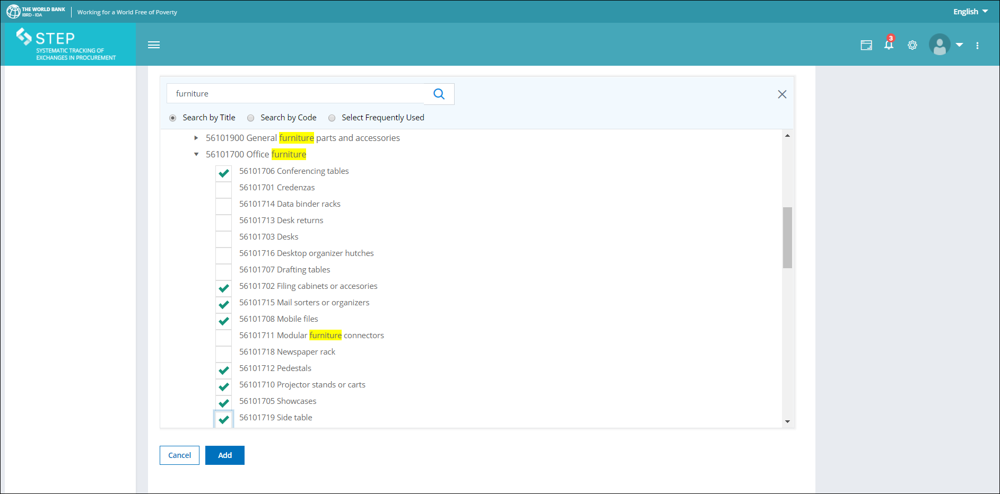 THE WORLD BANK
IBRD - IDA
Working for a World Free of Poverty
English
STEP
SYSTEMATIC TRACKING OF
EXCHANGES IN PROCUREMENT
3
furniture
Search by Title
Search by Code
Select Frequently Used
56101900 General furniture parts and accessories
56101700 Office furniture
56101706 Conferencing tables
56101701 Credenzas
56101714 Data binder racks
56101713 Desk returns
56101703 Desks
56101716 Desktop organizer hutches
56101707 Drafting tables
56101702 Filing cabinets or accesories
56101715 Mail sorters or organizers
56101708 Mobile files
56101711 Modular furniture connectors
56101718 Newspaper rack
56101712 Pedestals
56101710 Projector stands or carts
56101705 Showcases
56101719 Side table
Cancel
Add